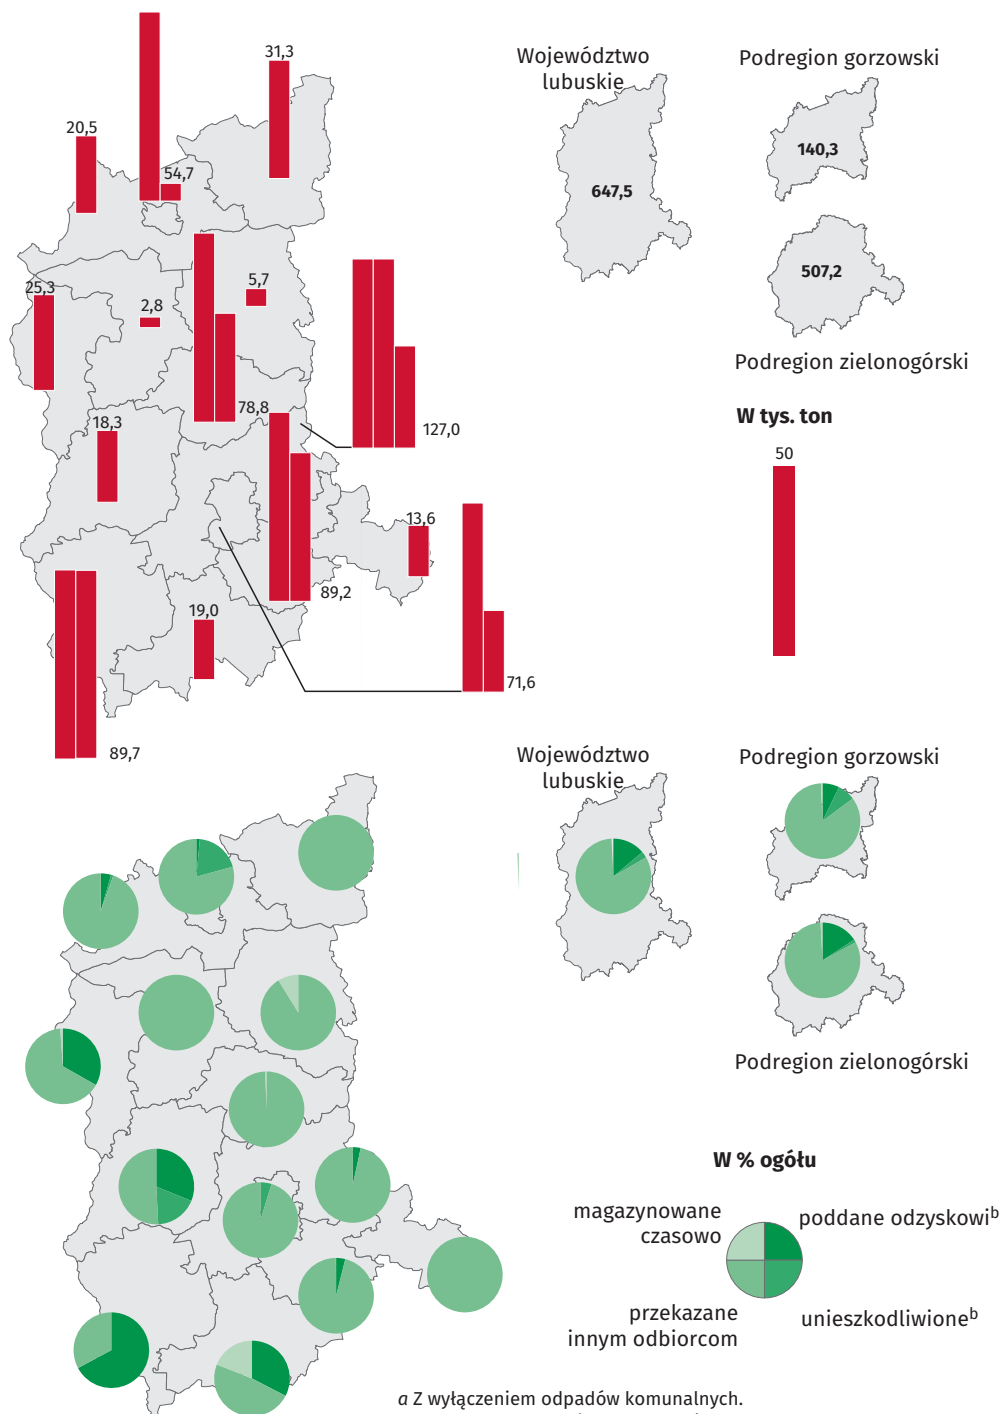 31,3
20,5
54,7
25,3
2,8
5,7
78,8
127,0
18,3
13,6
89,2
19,0
71,6
89,7
Województwo
lubuskie
647,5
Podregion gorzowski
140,3
507,2
Podregion zielonogórski
W tys. ton
50
Województwo
lubuskie
Podregion gorzowski
Podregion zielonogórski
W % ogółu
magazynowane
czasowo
poddane odzyskowiᵇ
przekazane
innym odbiorcom
unieszkodliwioneᵇ
a Z wyłączeniem odpadów komunalnych.